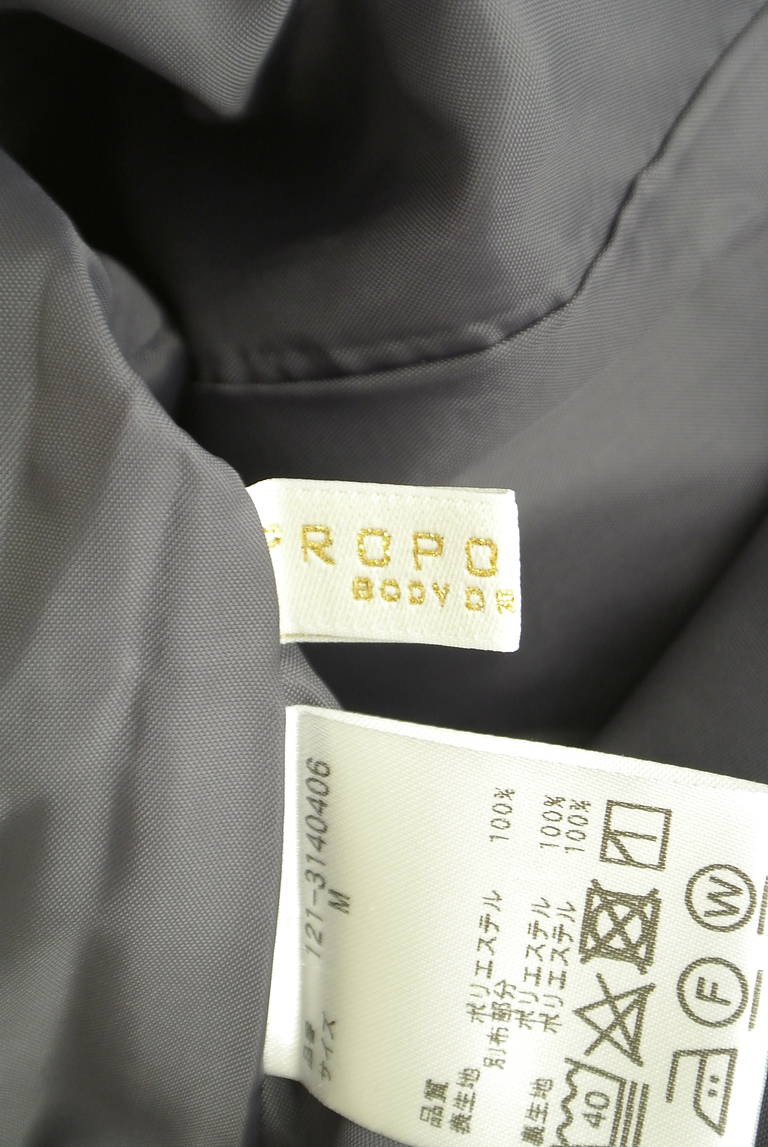 PROPO
BODY D
品番 121-3140406
サイズ M
品質
表生地 ポリエステル 100%
別布部分
ポリエステル 100%
裏生地 ポリエステル 100%
40
W
F